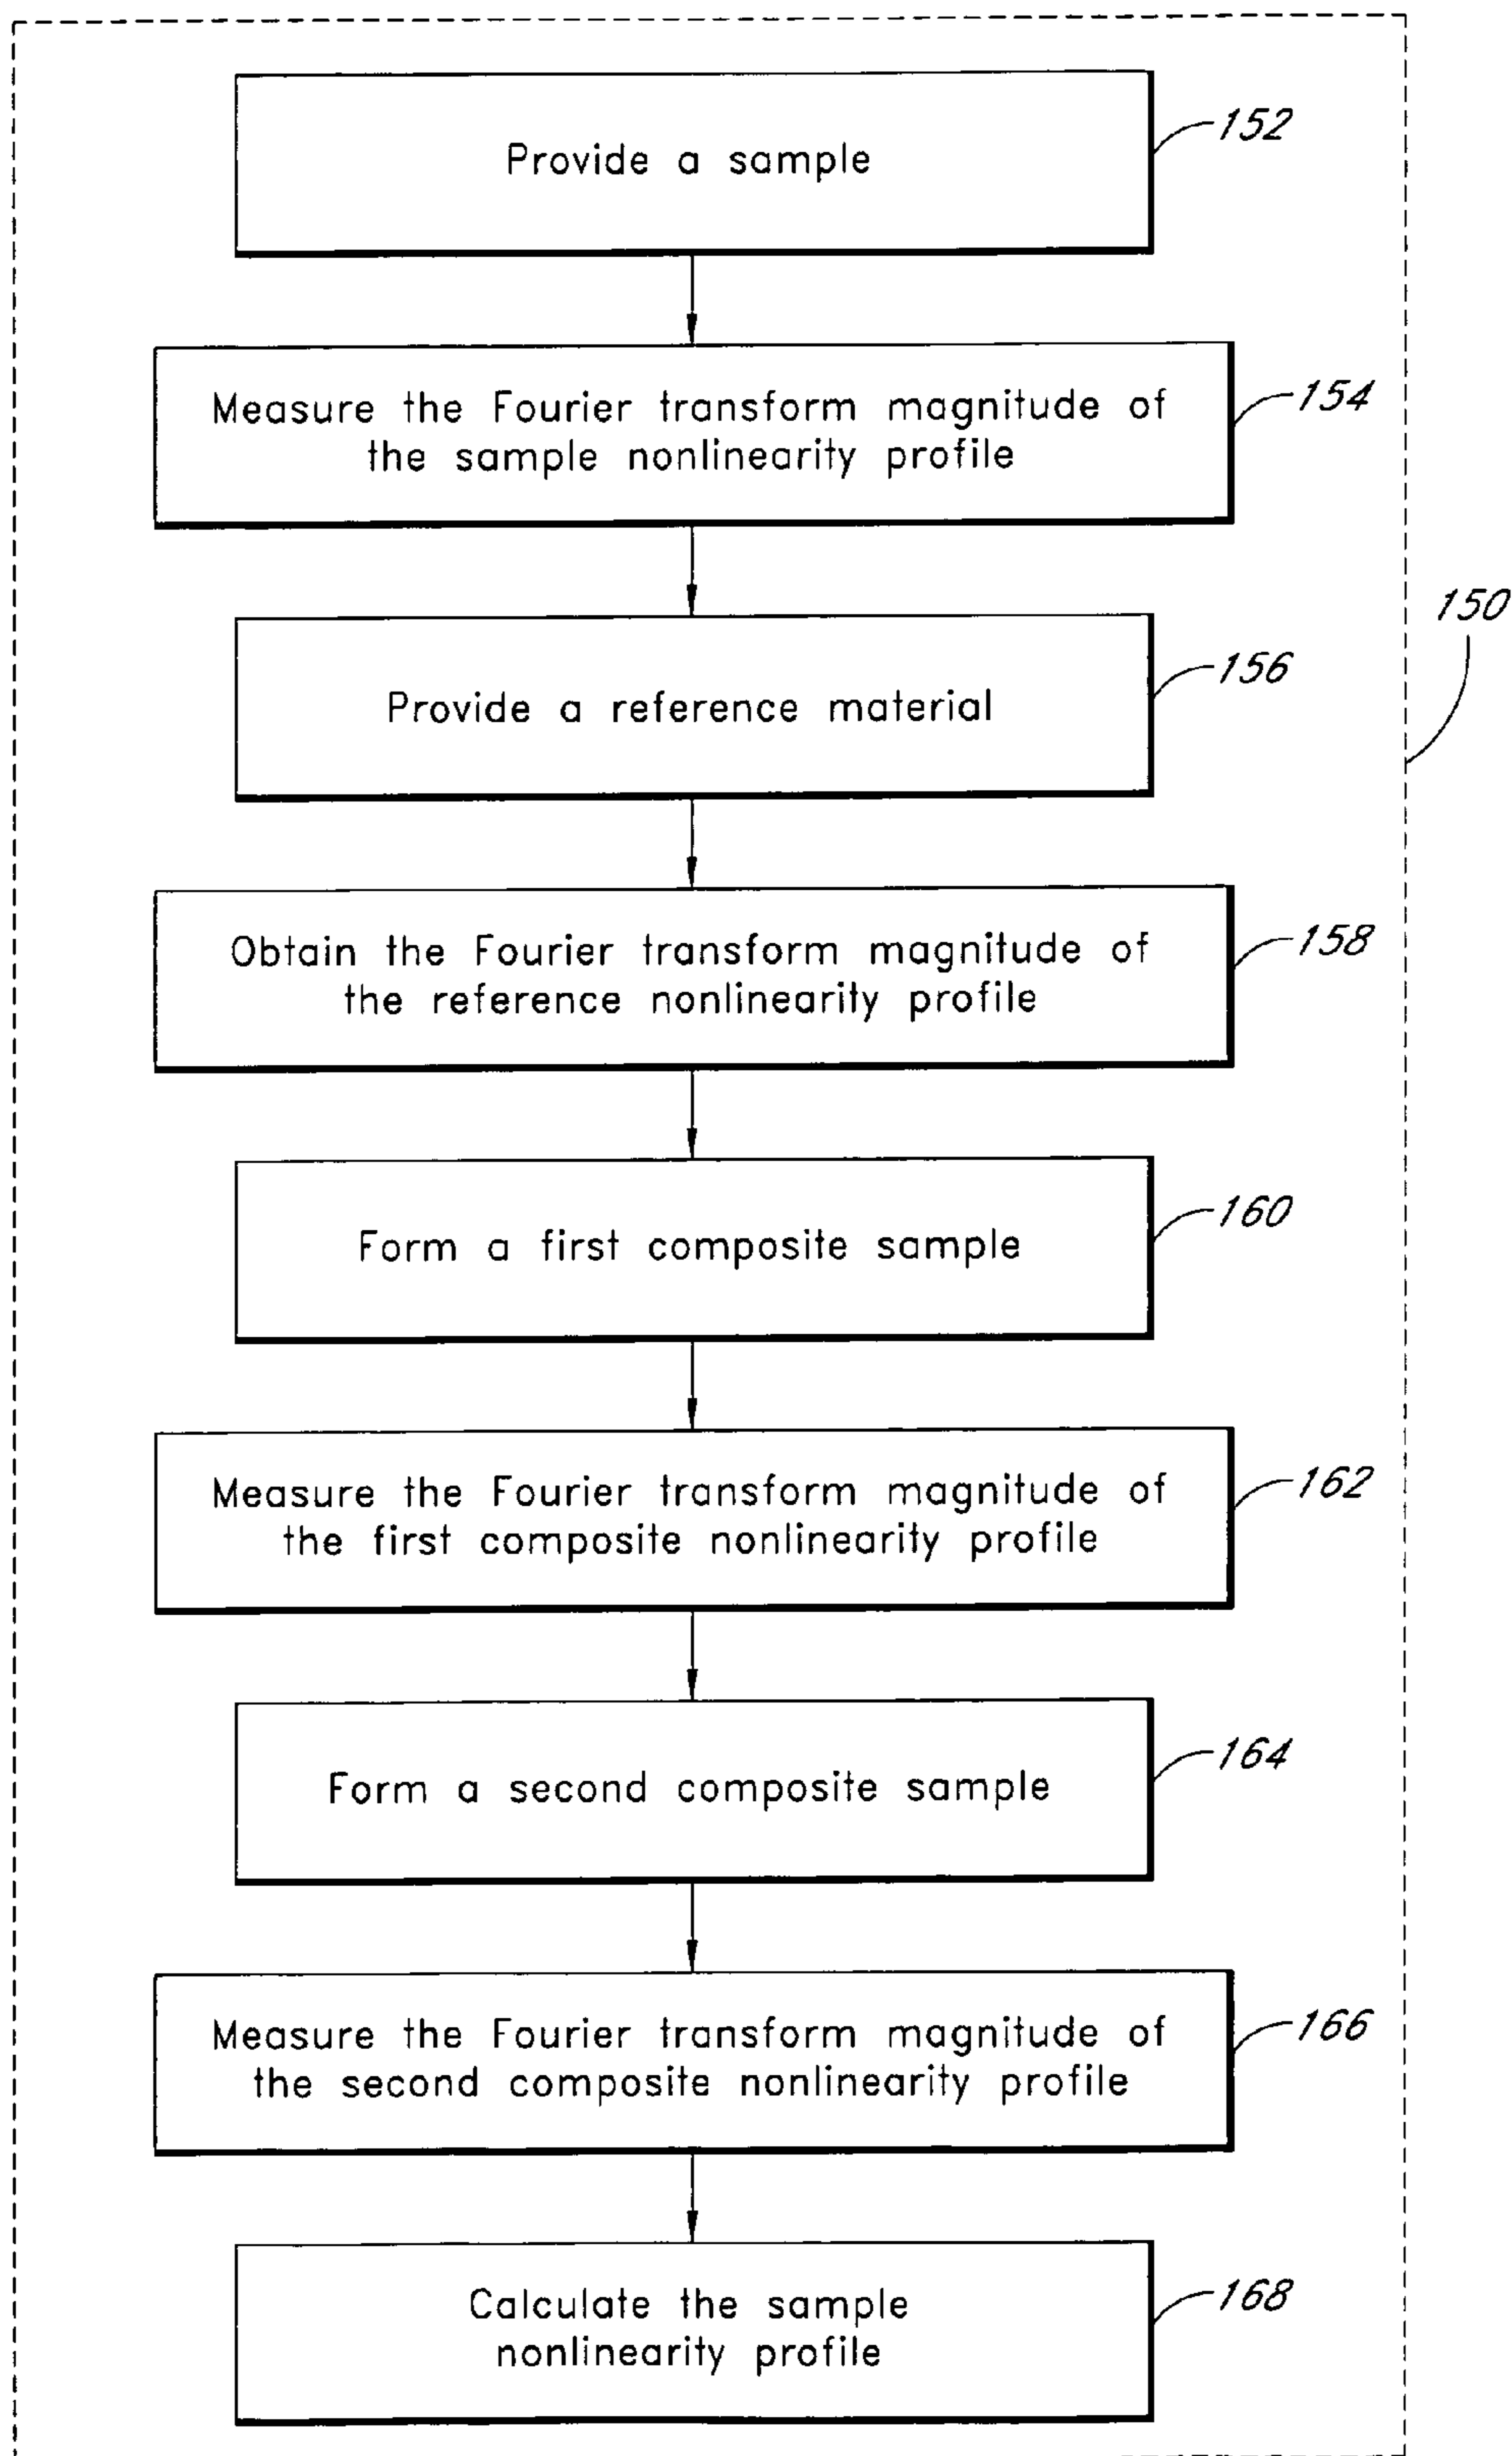 Provide a sample
152
Measure the Fourier transform magnitude of
the sample nonlinearity profile
154
150
Provide a reference material
156
Obtain the Fourier transform magnitude of
the reference nonlinearity profile
158
Form a first composite sample
160
Measure the Fourier transform magnitude of
the first composite nonlinearity profile
162
Form a second composite sample
164
Measure the Fourier transform magnitude of
the second composite nonlinearity profile
166
Calculate the sample
nonlinearity profile
168